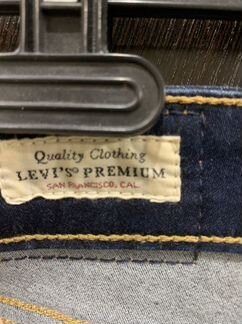 Quality Clothing
LEVI'S® PREMIUM
SAN FRANCISCO, CAL.